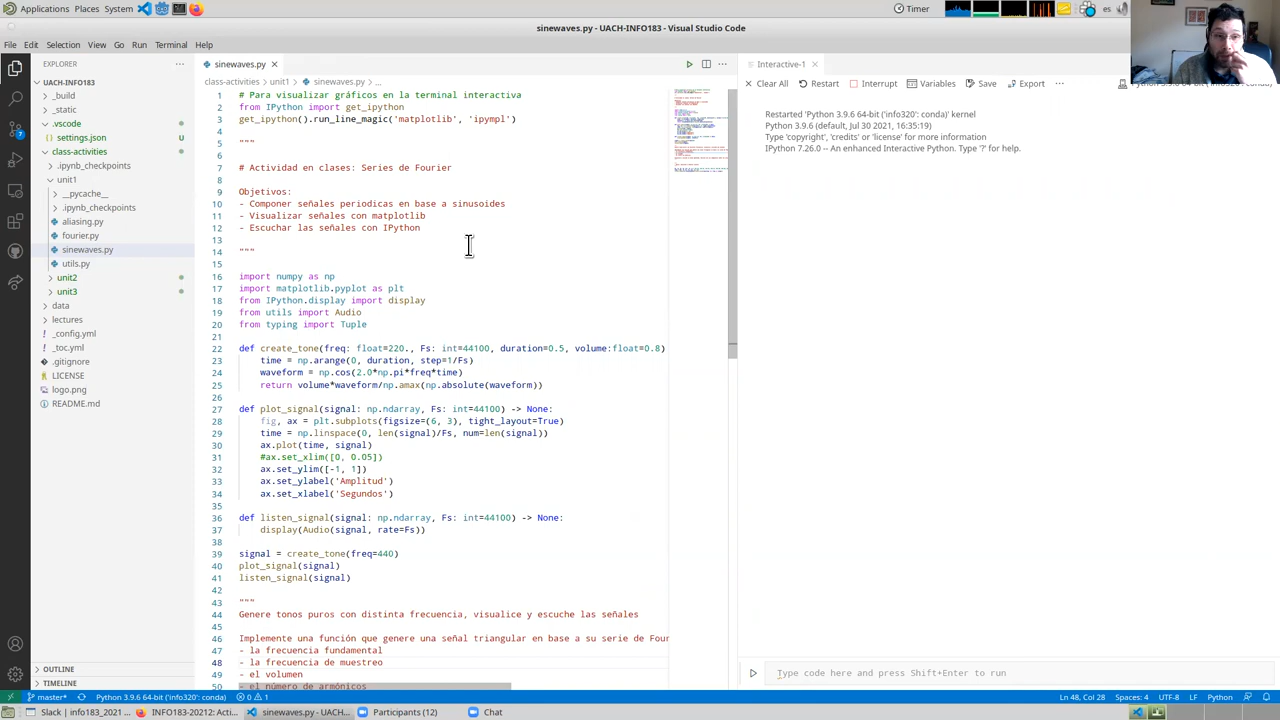 Applications Places System
Timer
es
sinewaves.py - UACH-INFO183 - Visual Studio Code
File Edit Selection View Go Run Terminal Help
EXPLORER
UACH-INFO183
_build
_static
.vscode
settings.json
class-activities
.ipynb_checkpoints
unit1
__pycache__
.ipynb_checkpoints
aliasing.py
fourier.py
sinewaves.py
utils.py
unit2
unit3
data
lectures
_config.yml
_toc.yml
.gitignore
LICENSE
logo.png
README.md
OUTLINE
TIMELINE
7
sinewaves.py
class-activities > unit1 > sinewaves.py > ...
1 # Para visualizar gráficos en la terminal interactiva
2 from IPython import get_ipython
3 get_ipython().run_line_magic('matplotlib', 'ipympl')
4
5 """
6
7 # Actividad en clases: Series de Fourier
8
9 Objetivos:
10 - Componer señales periodicas en base a sinusoides
11 - Visualizar señales con matplotlib
12 - Escuchar las señales con IPython
13
14 """
15
16 import numpy as np
17 import matplotlib.pyplot as plt
18 from IPython.display import display
19 from utils import Audio
20 from typing import Tuple
21
22 def create_tone(freq: float=220., Fs: int=44100, duration=0.5, volume:float=0.8)
23 time = np.arange(0, duration, step=1/Fs)
24 waveform = np.cos(2.0*np.pi*freq*time)
25 return volume*waveform/np.amax(np.absolute(waveform))
26
27 def plot_signal(signal: np.ndarray, Fs: int=44100) -> None:
28 fig, ax = plt.subplots(figsize=(6, 3), tight_layout=True)
29 time = np.linspace(0, len(signal)/Fs, num=len(signal))
30 ax.plot(time, signal)
31 #ax.set_xlim([0, 0.05])
32 ax.set_ylim([-1, 1])
33 ax.set_ylabel('Amplitud')
34 ax.set_xlabel('Segundos')
35
36 def listen_signal(signal: np.ndarray, Fs: int=44100) -> None:
37 display(Audio(signal, rate=Fs))
38
39 signal = create_tone(freq=440)
40 plot_signal(signal)
41 listen_signal(signal)
42
43 """
44 Genere tonos puros con distinta frecuencia, visualice y escuche las señales
45
46 Implemente una función que genere una señal triangular en base a su serie de Four
47 - la frecuencia fundamental
48 - la frecuencia de muestreo
49 - el volumen
50 - el número de armónicos
Interactive-1
Clear All Restart Interrupt Variables Save Export ...
Restarted 'Python 3.9.6 64-bit ('info320': conda)' kernel
Python 3.9.6 (default, Jul 30 2021, 16:35:19)
Type 'copyright', 'credits' or 'license' for more information
IPython 7.26.0 -- An enhanced Interactive Python. Type '?' for help.
Type code here and press Shift+Enter to run
master* Python 3.9.6 64-bit ('info320': conda) 0 1 Ln 48, Col 28 Spaces: 4 UTF-8 LF Python
Slack | info183_2021 ... INFO183-20212: Acti... sinewaves.py - UACH... Participants (12) Chat